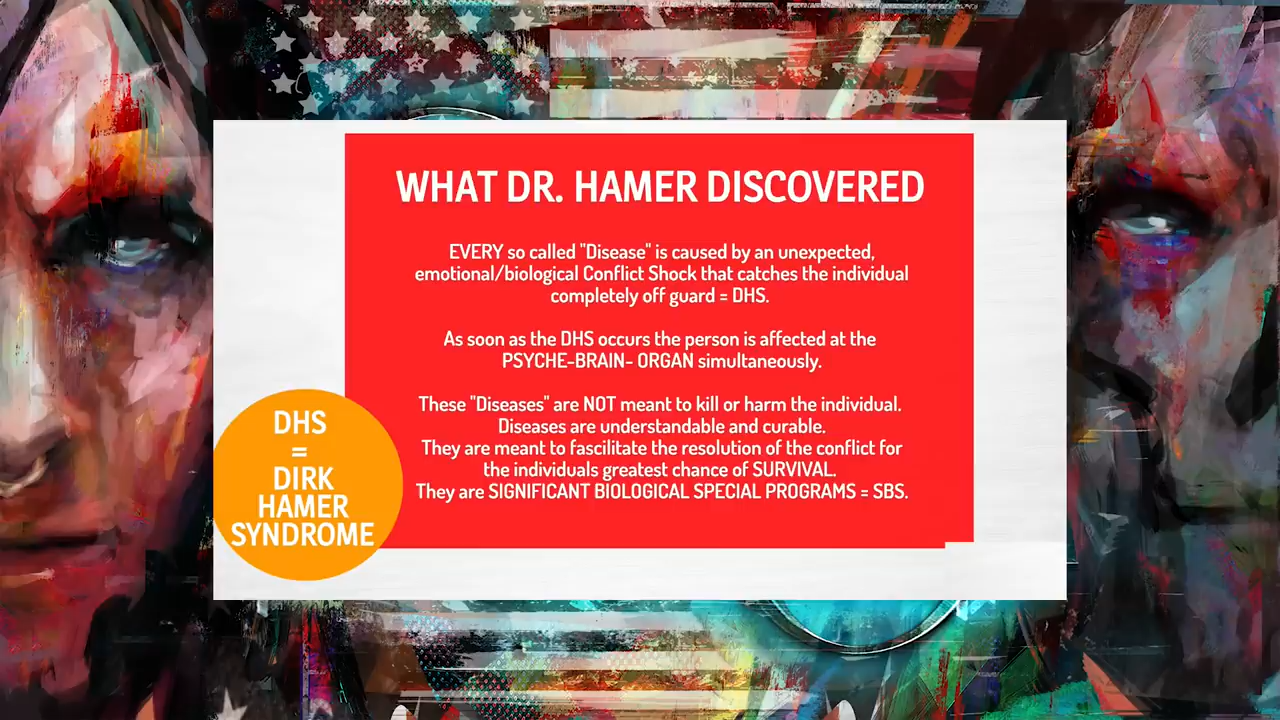 WHAT DR. HAMER DISCOVERED
EVERY so called "Disease" is caused by an unexpected,
emotional/biological Conflict Shock that catches the individual
completely off guard = DHS.
As soon as the DHS occurs the person is affected at the
PSYCHE-BRAIN- ORGAN simultaneously.
These "Diseases" are NOT meant to kill or harm the individual.
Diseases are understandable and curable.
They are meant to fascilitate the resolution of the conflict for
the individuals greatest chance of SURVIVAL.
They are SIGNIFICANT BIOLOGICAL SPECIAL PROGRAMS = SBS.
DHS
=
DIRK
HAMER
SYNDROME